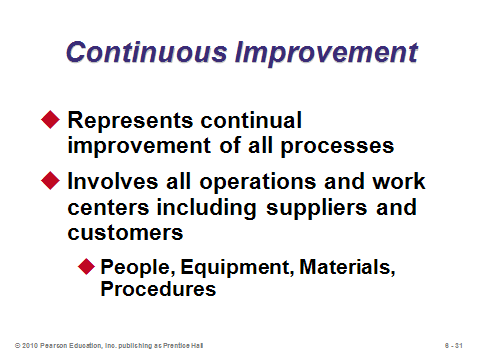 Continuous Improvement
Represents continual
improvement of all processes
Involves all operations and work
centers including suppliers and
customers
People, Equipment, Materials,
Procedures
© 2010 Pearson Education, Inc. publishing as Prentice Hall
6 - 31